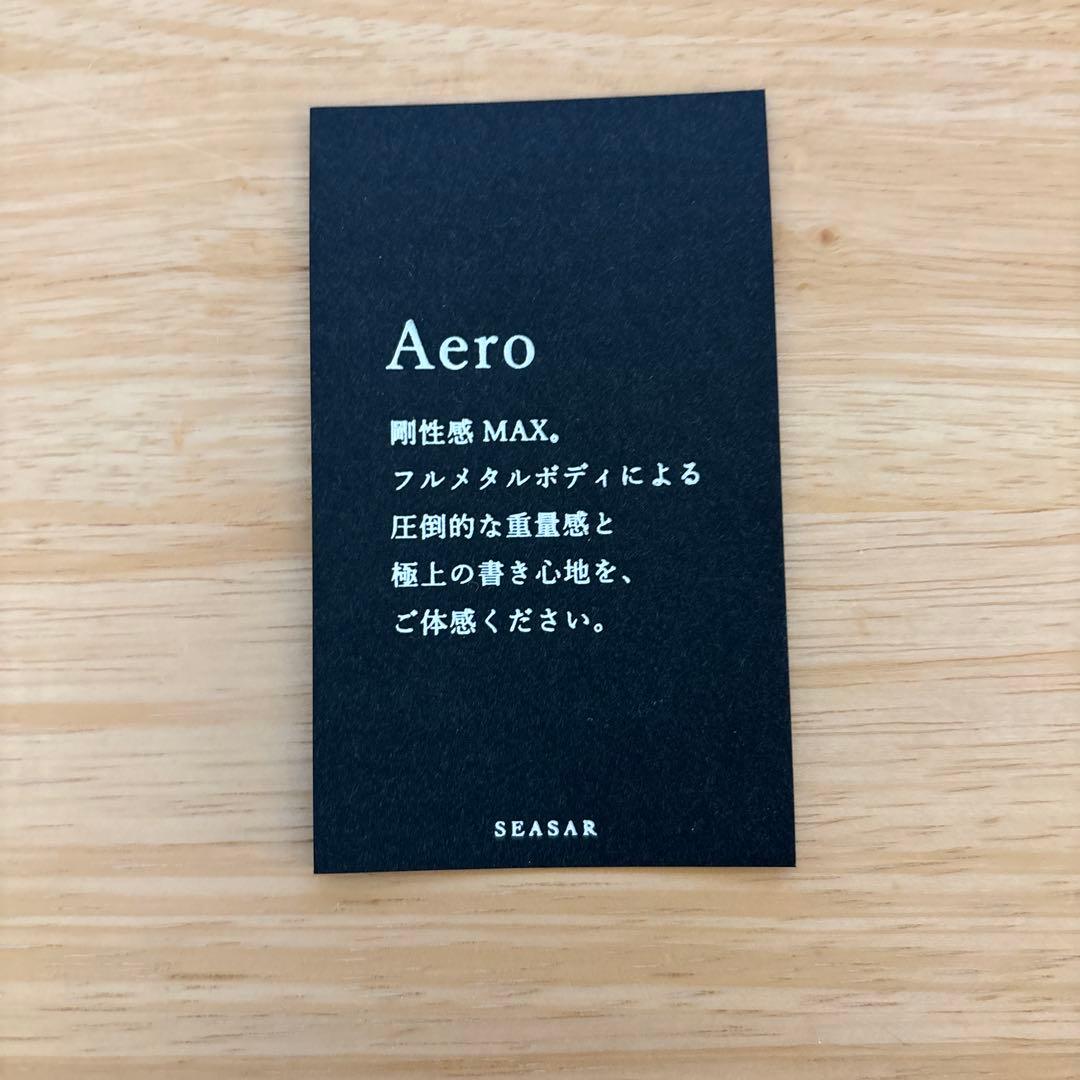 Aero
剛性感 MAX。
フルメタルボディによる
圧倒的な重量感と
極上の書き心地を、
ご体感ください。
SEASAR